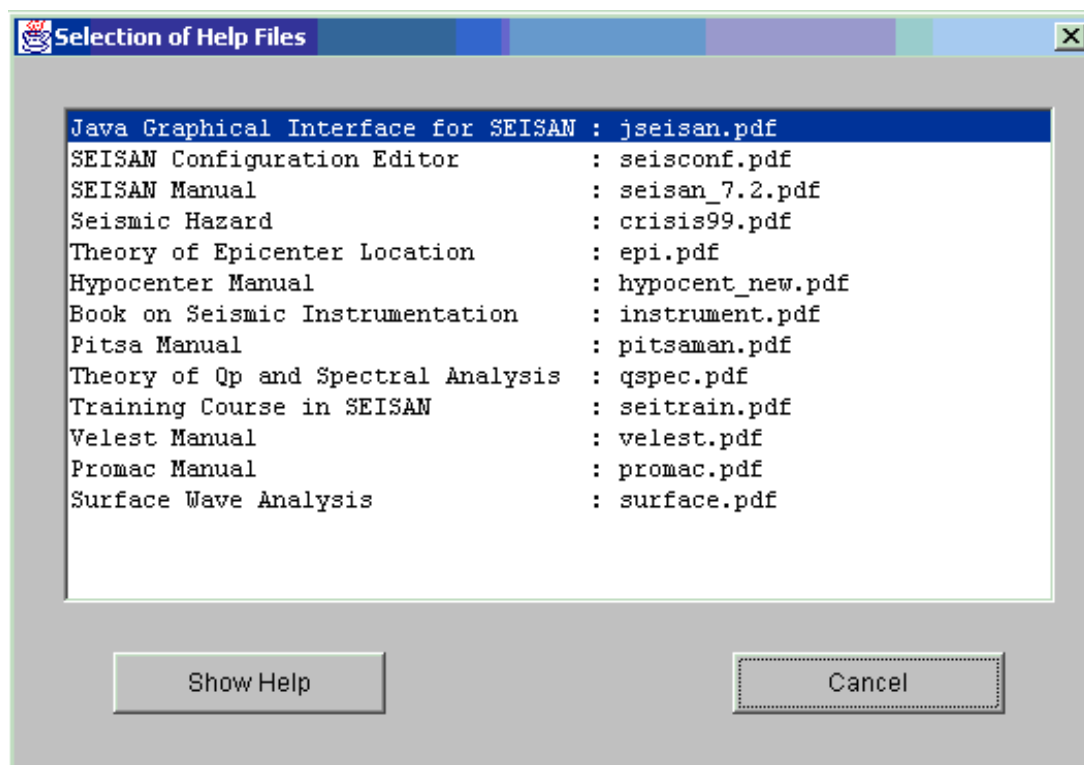 Selection of Help Files
Java Graphical Interface for SEISAN : jseisan.pdf
SEISAN Configuration Editor : seisconf.pdf
SEISAN Manual : seisan_7.2.pdf
Seismic Hazard : crisis99.pdf
Theory of Epicenter Location : epi.pdf
Hypocenter Manual : hypocent_new.pdf
Book on Seismic Instrumentation : instrument.pdf
Pitsa Manual : pitsaman.pdf
Theory of Qp and Spectral Analysis : qspec.pdf
Training Course in SEISAN : seitrain.pdf
Velest Manual : velest.pdf
Promac Manual : promac.pdf
Surface Wave Analysis : surface.pdf
Show Help Cancel